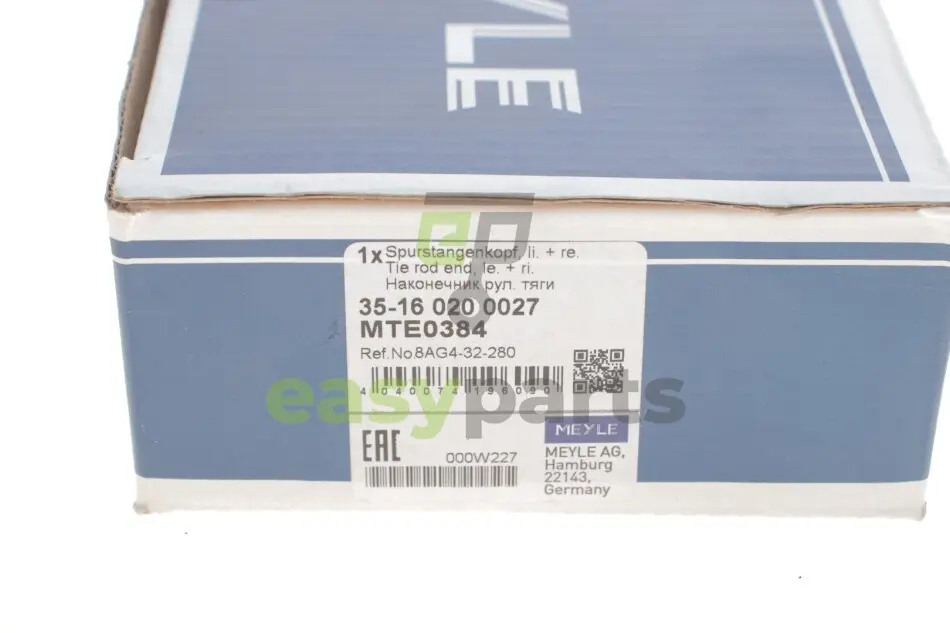 YLE
1x Spurstangenkopf, li. + re.
Tie rod end, le. + ri.
Наконечник рул. тяги
35-16 020 0027
MTE0384
Ref.No.8AG4-32-280
easyparts
EAC
000W227
MEYLE
MEYLE AG,
Hamburg
22143,
Germany